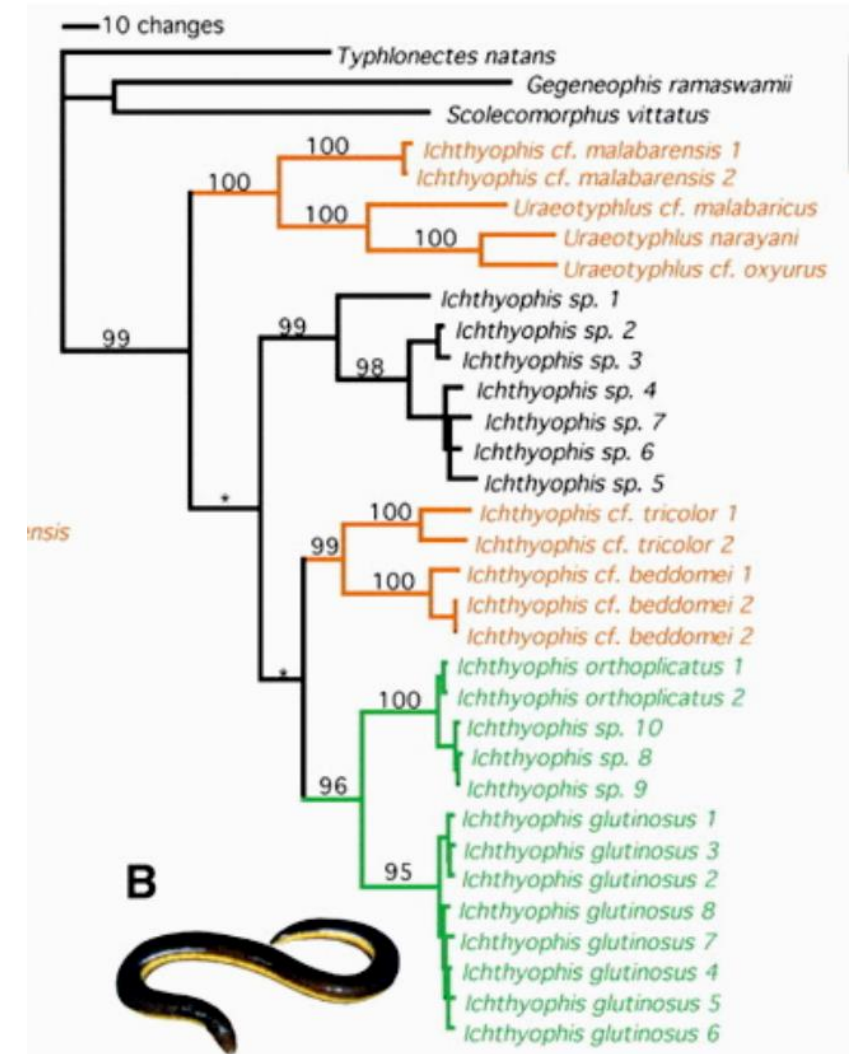 10 changes
Typhlonectes natans
Gegeneophis ramaswamii
Scolecomorphus vittatus
100
Ichthyophis cf. malabarensis 1
100
Ichthyophis cf. malabarensis 2
100
Uraeotyphlus cf. malabaricus
100
Uraeotyphlus narayani
Uraeotyphlus cf. oxyurus
Ichthyophis sp. 1
99
99
Ichthyophis sp. 2
Ichthyophis sp. 3
98
Ichthyophis sp. 4
Ichthyophis sp. 7
Ichthyophis sp. 6
Ichthyophis sp. 5
*
100
Ichthyophis cf. tricolor 1
ensis
99
Ichthyophis cf. tricolor 2
100
Ichthyophis cf. beddomei 1
Ichthyophis cf. beddomei 2
Ichthyophis cf. beddomei 2
*
Ichthyophis orthoplicatus 1
100
Ichthyophis orthoplicatus 2
Ichthyophis sp. 10
Ichthyophis sp. 8
96
Ichthyophis sp. 9
Ichthyophis glutinosus 1
Ichthyophis glutinosus 3
95
Ichthyophis glutinosus 2
B
Ichthyophis glutinosus 8
Ichthyophis glutinosus 7
Ichthyophis glutinosus 4
Ichthyophis glutinosus 5
Ichthyophis glutinosus 6